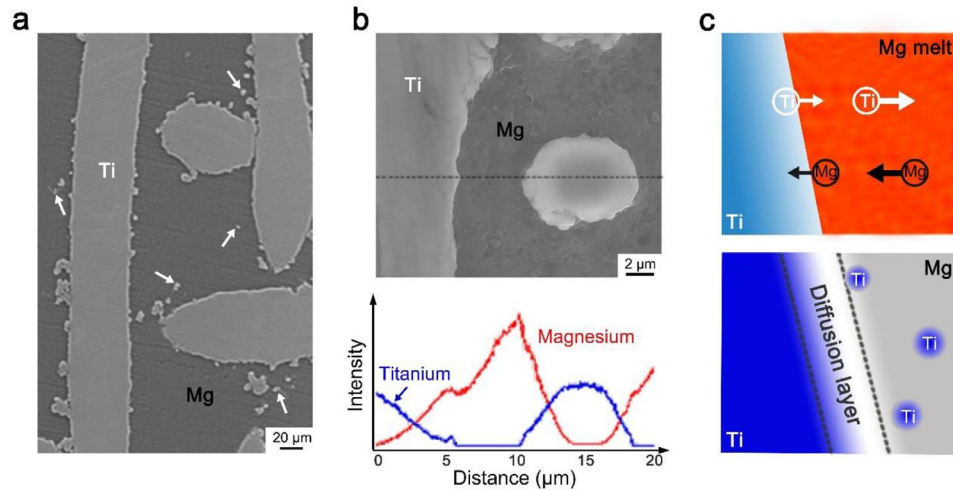 a
Ti
Mg
20 µm
b
Ti
Mg
2 µm
Intensity
Titanium
Magnesium
0 5 10 15 20
Distance (µm)
c
Mg melt
Ti Ti
Mg Mg
Ti
Mg
Ti
Ti
Ti
Diffusion layer
Ti